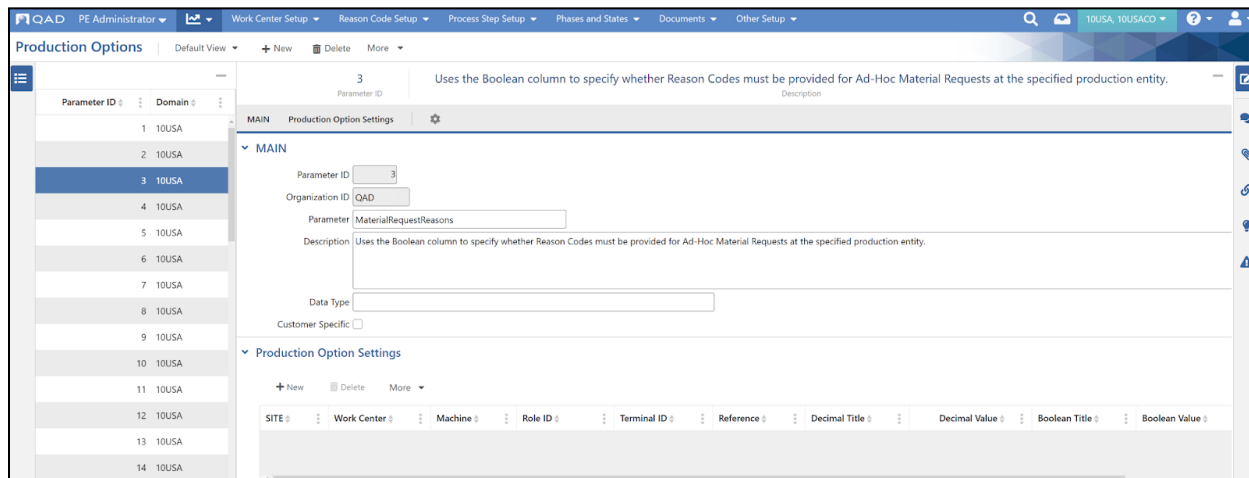 QAD PE Administrator Work Center Setup Reason Code Setup Process Step Setup Phases and States Documents Other Setup 10USA, 10USACO
Production Options Default View + New Delete More
3 Uses the Boolean column to specify whether Reason Codes must be provided for Ad-Hoc Material Requests at the specified production entity.
Parameter ID Description
Parameter ID Domain
MAIN Production Option Settings
1 10USA
2 10USA
3 10USA
4 10USA
5 10USA
6 10USA
7 10USA
8 10USA
9 10USA
10 10USA
11 10USA
12 10USA
13 10USA
14 10USA
MAIN
Parameter ID 3
Organization ID QAD
Parameter MaterialRequestReasons
Description Uses the Boolean column to specify whether Reason Codes must be provided for Ad-Hoc Material Requests at the specified production entity.
Data Type
Customer Specific
Production Option Settings
+ New Delete More
SITE Work Center Machine Role ID Terminal ID Reference Decimal Title Decimal Value Boolean Title Boolean Value